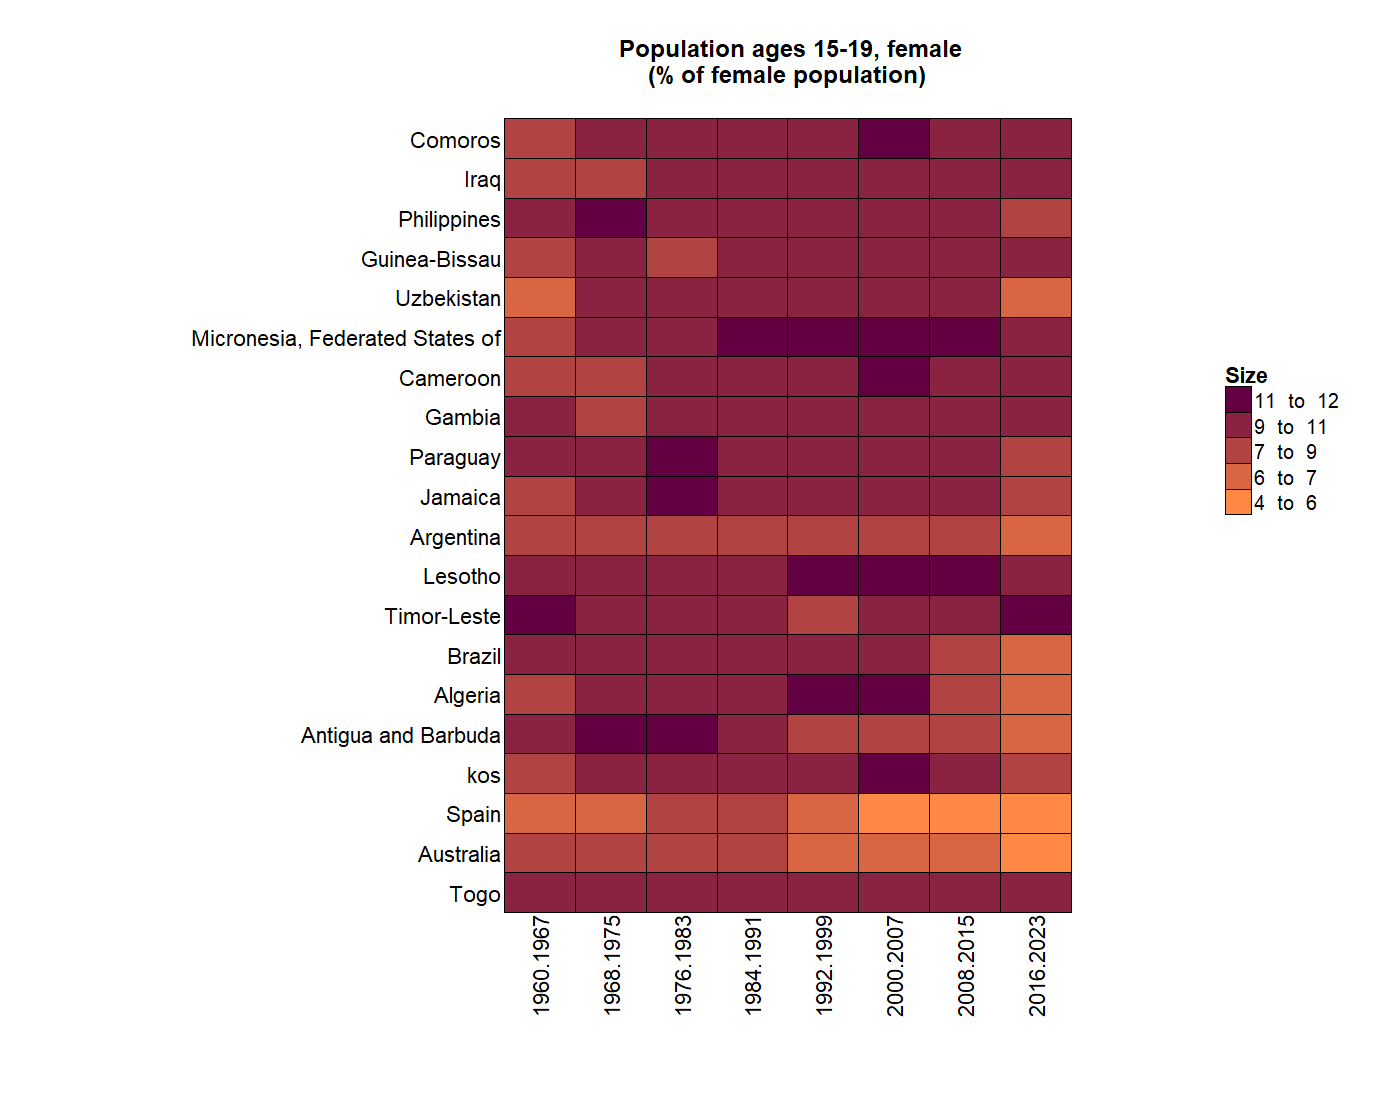 Population ages 15-19, female
(% of female population)
Comoros
Iraq
Philippines
Guinea-Bissau
Uzbekistan
Micronesia, Federated States of
Cameroon
Gambia
Paraguay
Jamaica
Argentina
Lesotho
Timor-Leste
Brazil
Algeria
Antigua and Barbuda
kos
Spain
Australia
Togo
1960.1967
1968.1975
1976.1983
1984.1991
1992.1999
2000.2007
2008.2015
2016.2023
Size
11 to 12
9 to 11
7 to 9
6 to 7
4 to 6